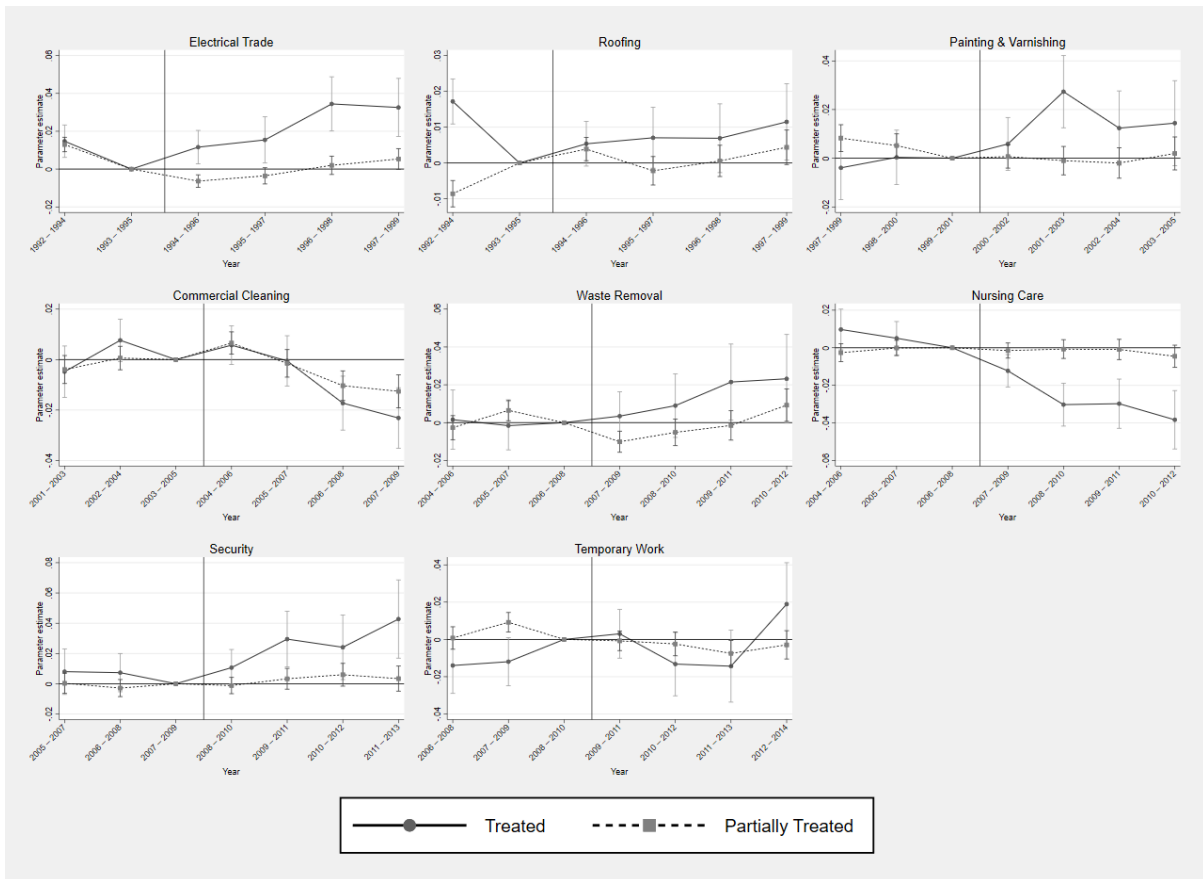 Electrical Trade
Parameter estimate
-.02 0 .02 .04 .06
1992 – 1994 1993 – 1995 1994 – 1996 1995 – 1997 1996 – 1998 1997 – 1999
Year
Roofing
Parameter estimate
-.01 0 .01 .02 .03
1992 – 1994 1993 – 1995 1994 – 1996 1995 – 1997 1996 – 1998 1997 – 1999
Year
Painting & Varnishing
Parameter estimate
-.02 0 .02 .04
1997 – 1999 1998 – 2000 1999 – 2001 2000 – 2002 2001 – 2003 2002 – 2004 2003 – 2005
Year
Commercial Cleaning
Parameter estimate
-.04 -.02 0 .02
2001 – 2003 2002 – 2004 2003 – 2005 2004 – 2006 2005 – 2007 2006 – 2008 2007 – 2009
Year
Waste Removal
Parameter estimate
-.02 0 .02 .04 .06
2004 – 2006 2005 – 2007 2006 – 2008 2007 – 2009 2008 – 2010 2009 – 2011 2010 – 2012
Year
Nursing Care
Parameter estimate
-.06 -.04 -.02 0 .02
2004 – 2006 2005 – 2007 2006 – 2008 2007 – 2009 2008 – 2010 2009 – 2011 2010 – 2012
Year
Security
Parameter estimate
-.02 0 .02 .04 .06 .08
2005 – 2007 2006 – 2008 2007 – 2009 2008 – 2010 2009 – 2011 2010 – 2012 2011 – 2013
Year
Temporary Work
Parameter estimate
-.04 -.02 0 .02 .04
2006 – 2008 2007 – 2009 2008 – 2010 2009 – 2011 2010 – 2012 2011 – 2013 2012 – 2014
Year
Treated Partially Treated